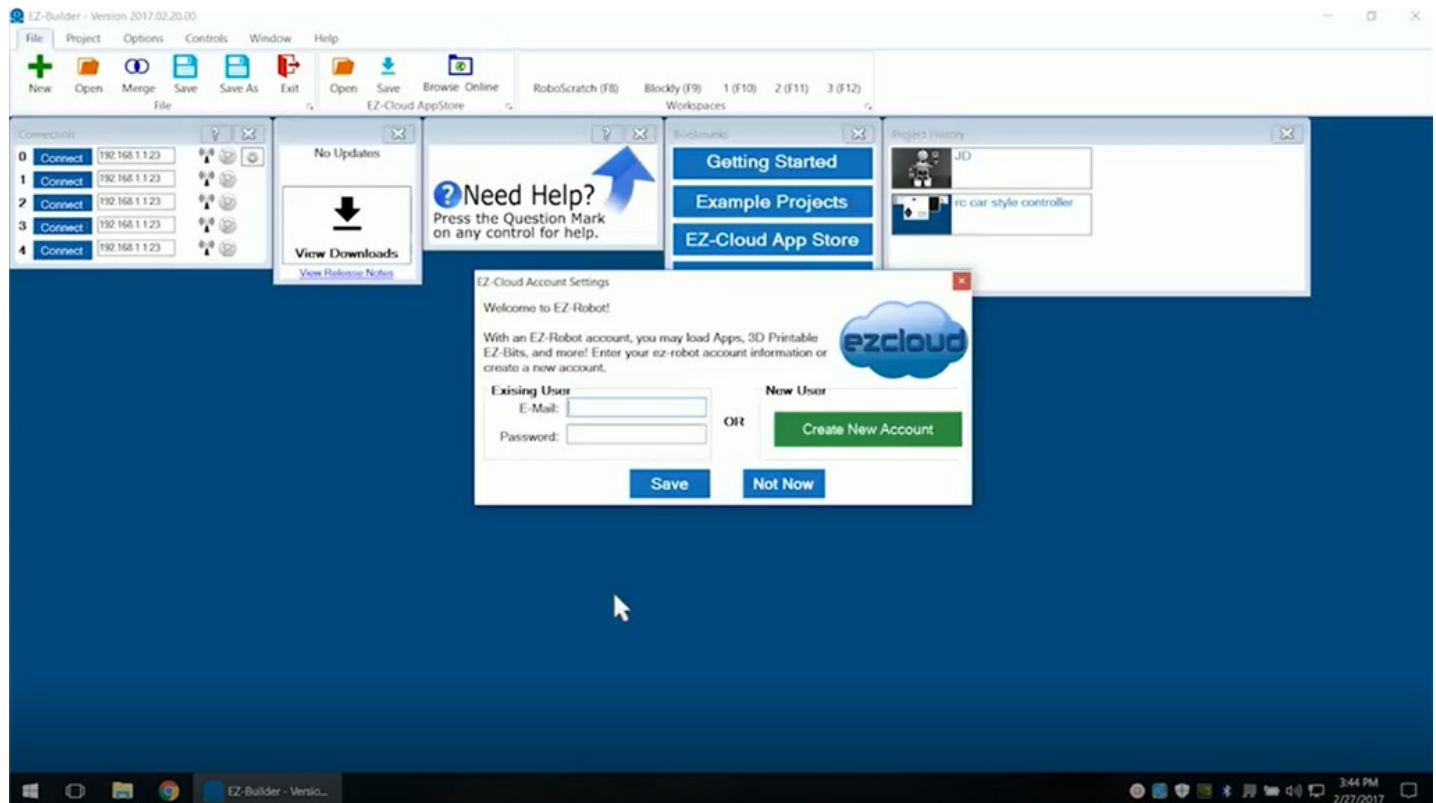 EZ-Builder - Version 2017.02.20.00
File Project Options Controls Window Help
New Open Merge Save Save As Exit Open Save Browse Online RoboScratch (F8) Blockly (F9) 1 (F10) 2 (F11) 3 (F12)
File EZ-Cloud AppStore Workspaces
Connections ? Bookmarks Project History
0 Connect 192.168.1.1:23
1 Connect 192.168.1.1:23
2 Connect 192.168.1.1:23
3 Connect 192.168.1.1:23
4 Connect 192.168.1.1:23
No Updates
View Downloads
View Release Notes
?
? Need Help?
Press the Question Mark
on any control for help.
Getting Started
Example Projects
EZ-Cloud App Store
JD
rc car style controller
EZ-Cloud Account Settings
Welcome to EZ-Robot!
With an EZ-Robot account, you may load Apps, 3D Printable
EZ-Bits, and more! Enter your ez-robot account information or
create a new account.
ezcloud
Exising User
E-Mail:
Password:
OR
New User
Create New Account
Save Not Now
EZ-Builder - Versio...
3:44 PM
2/27/2017